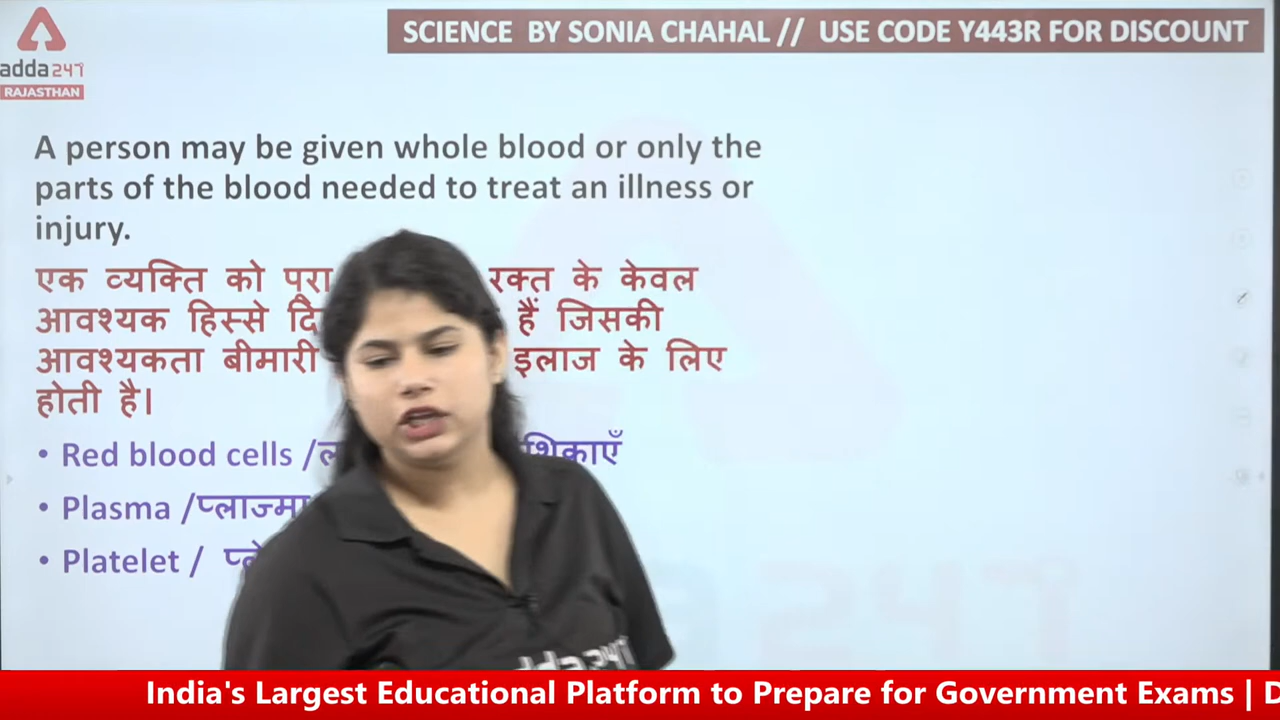 SCIENCE BY SONIA CHAHAL // USE CODE Y443R FOR DISCOUNT
adda247
RAJASTHAN
A person may be given whole blood or only the
parts of the blood needed to treat an illness or
injury.
एक व्यक्ति को पूरा रक्त के केवल
आवश्यक हिस्से हैं जिसकी
आवश्यकता बीमारी इलाज के लिए
होती है।
• Red blood cells /
• Plasma /प्लाज्मा
• Platelet /
India's Largest Educational Platform to Prepare for Government Exams |